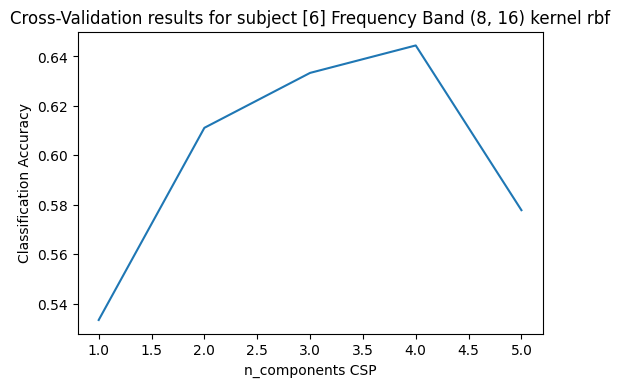 Cross-Validation results for subject [6] Frequency Band (8, 16) kernel rbf
0.64
0.62
0.60
0.58
0.56
0.54
Classification Accuracy
1.0 1.5 2.0 2.5 3.0 3.5 4.0 4.5 5.0
n_components CSP